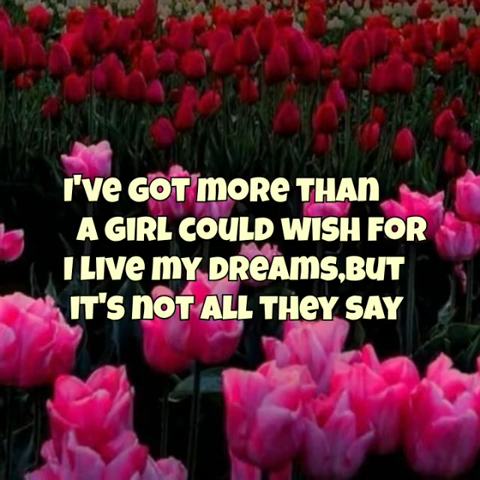 I've got more than
a girl could wish for
I live my dreams,but
it's not all they say